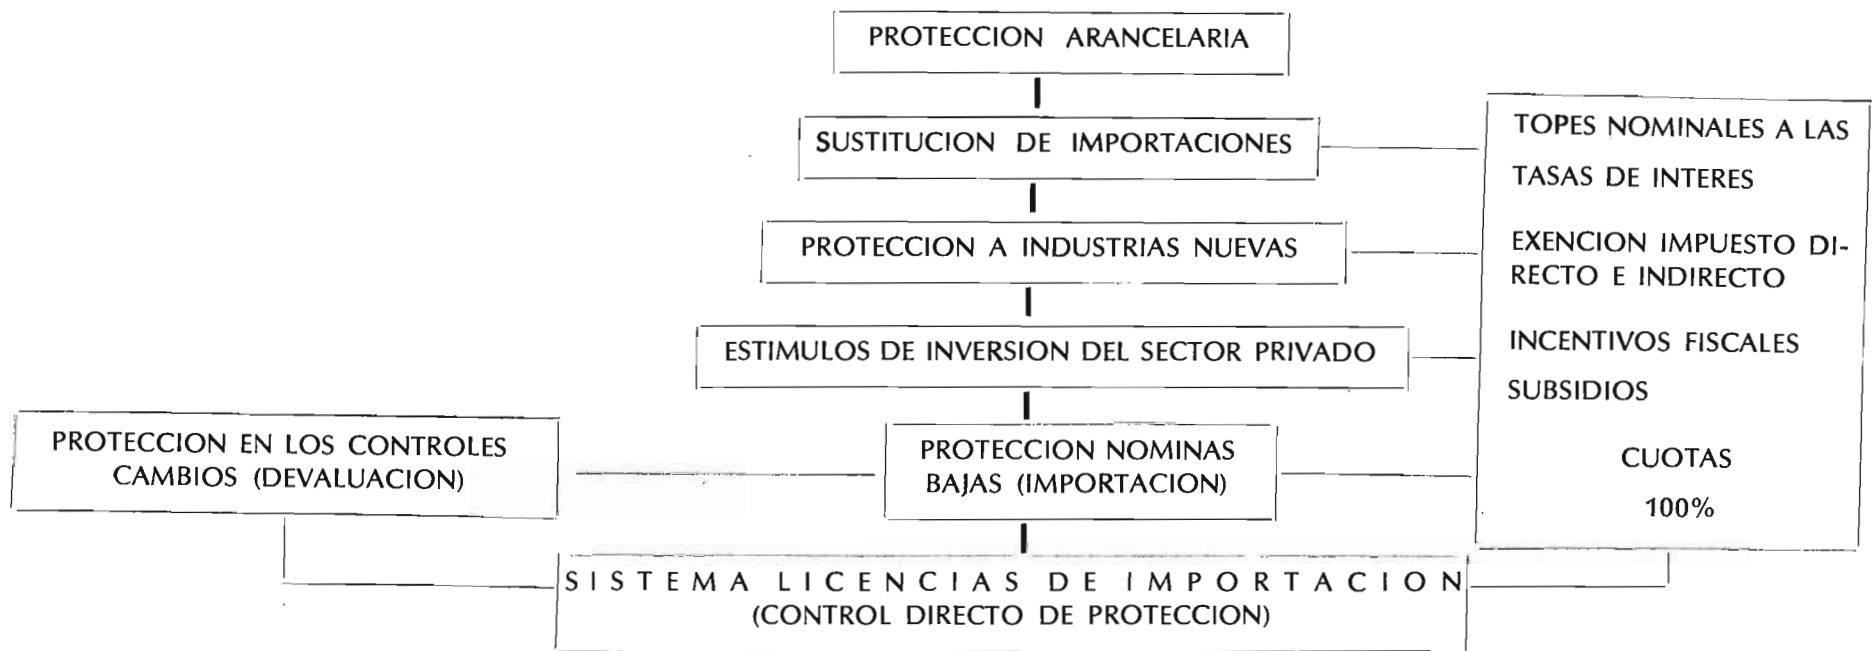 PROTECCION ARANCELARIA
SUSTITUCION DE IMPORTACIONES
PROTECCION A INDUSTRIAS NUEVAS
ESTIMULOS DE INVERSION DEL SECTOR PRIVADO
PROTECCION EN LOS CONTROLES
CAMBIOS (DEVALUACION)
PROTECCION NOMINAS
BAJAS (IMPORTACION)
TOPES NOMINALES A LAS
TASAS DE INTERES
EXENCION IMPUESTO DI-
RECTO E INDIRECTO
INCENTIVOS FISCALES
SUBSIDIOS
CUOTAS
100%
SISTEMA LICENCIAS DE IMPORTACION
(CONTROL DIRECTO DE PROTECCION)